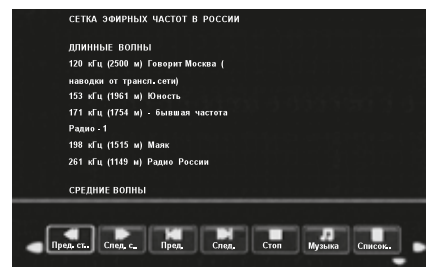 СЕТКА ЭФИРНЫХ ЧАСТОТ В РОССИИ
ДЛИННЫЕ ВОЛНЫ
120 кГц (2500 м) Говорит Москва (
наводки от трансл.сети)
153 кГц (1961 м) Юность
171 кГц (1754 м) - бывшая частота
Радио - 1
198 кГц (1515 м) Маяк
261 кГц (1149 м) Радио России
СРЕДНИЕ ВОЛНЫ
Пред. ст.. След. с.. Пред. След. Стоп Музыка Список..